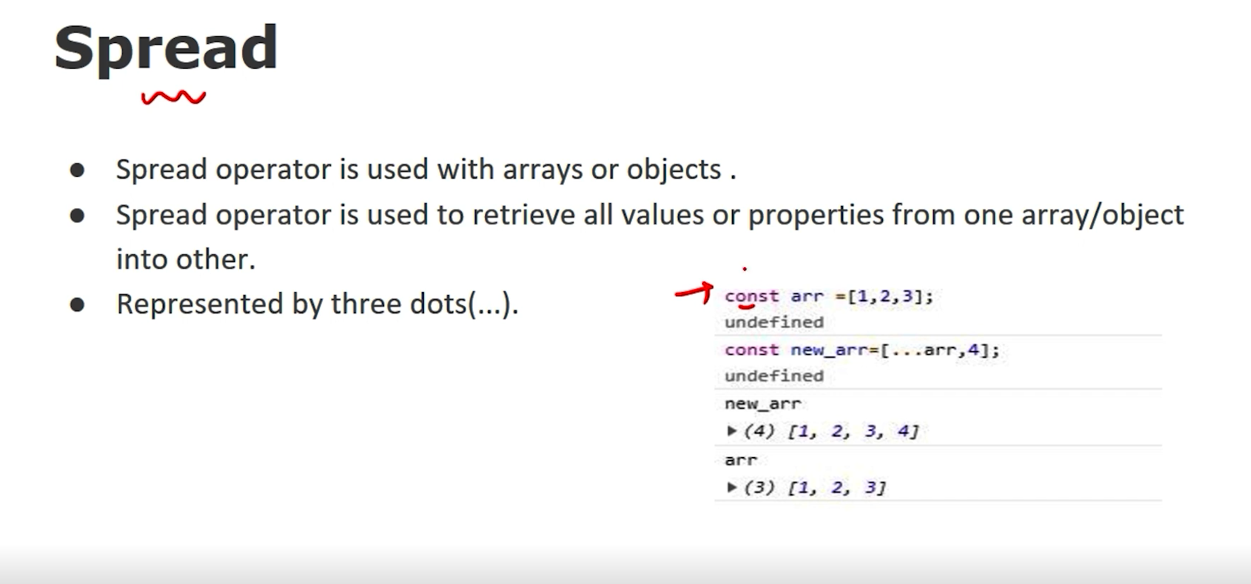 Spread
● Spread operator is used with arrays or objects .
● Spread operator is used to retrieve all values or properties from one array/object
into other.
● Represented by three dots(...).
const arr =[1,2,3];
undefined
const new_arr=[...arr,4];
undefined
new_arr
▶ (4) [1, 2, 3, 4]
arr
▶ (3) [1, 2, 3]